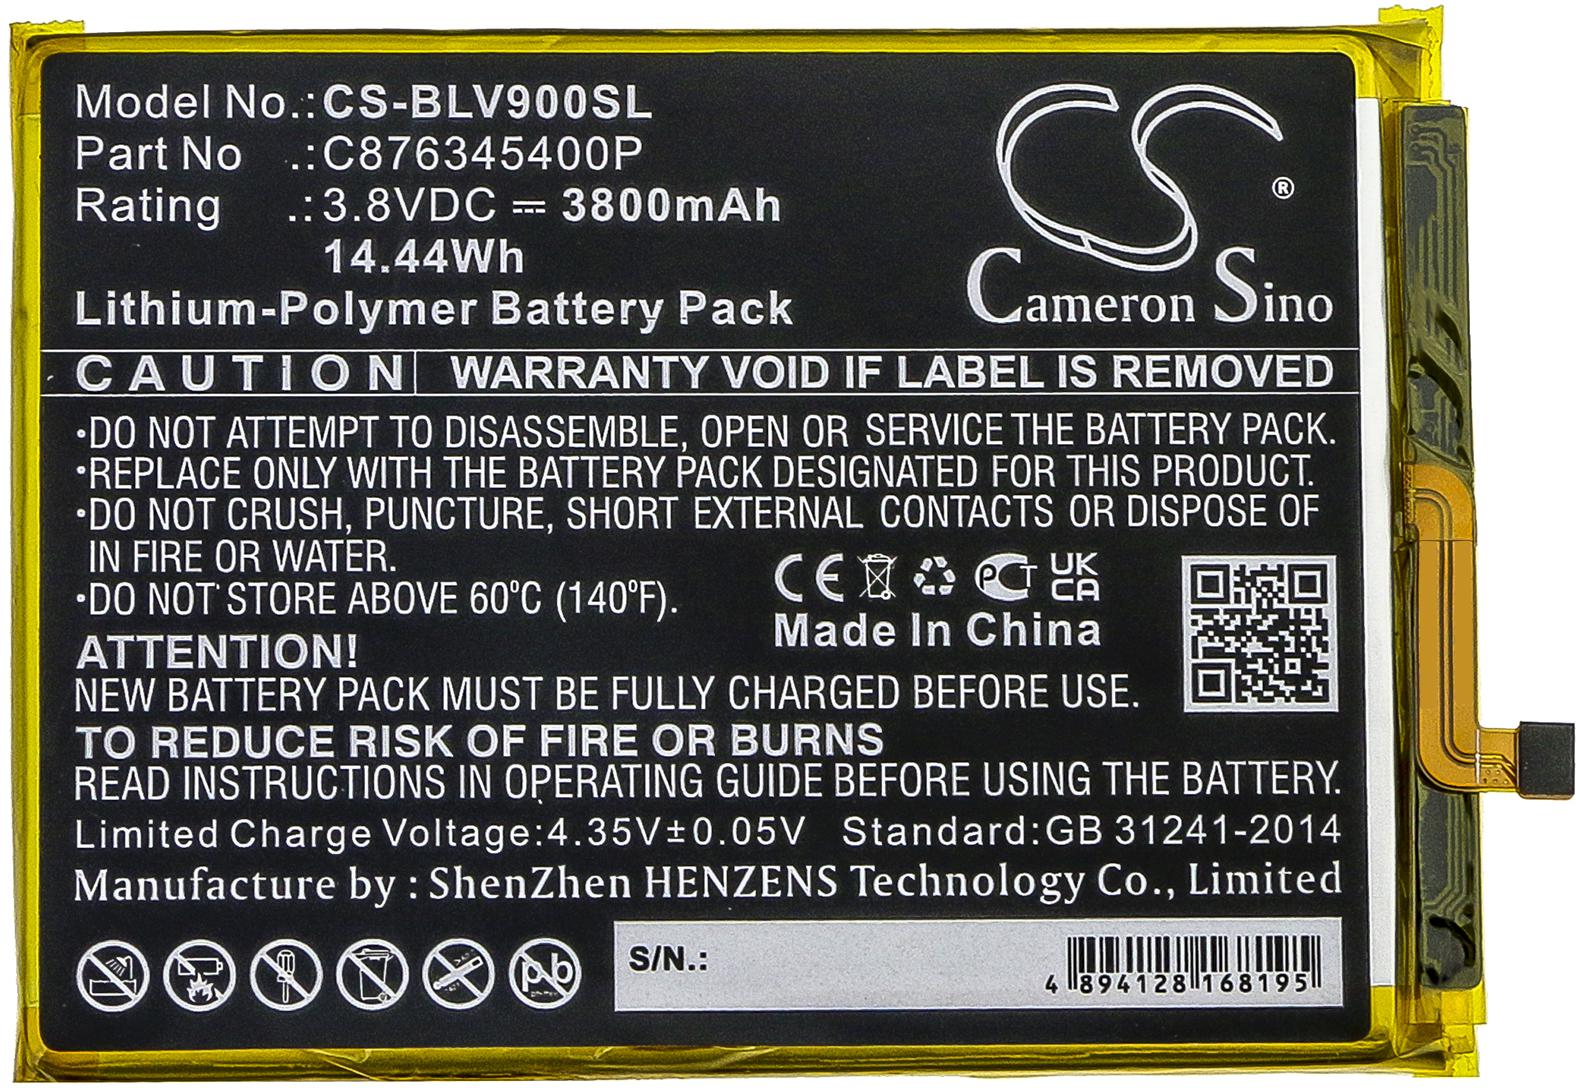 Model No.:CS-BLV900SL
Part No .:C876345400P
Rating .:3.8VDC ⎓ 3800mAh
14.44Wh
Lithium-Polymer Battery Pack
CS®
Cameron Sino
CAUTION WARRANTY VOID IF LABEL IS REMOVED
•DO NOT ATTEMPT TO DISASSEMBLE, OPEN OR SERVICE THE BATTERY PACK.
•REPLACE ONLY WITH THE BATTERY PACK DESIGNATED FOR THIS PRODUCT.
•DO NOT CRUSH, PUNCTURE, SHORT EXTERNAL CONTACTS OR DISPOSE OF
IN FIRE OR WATER.
•DO NOT STORE ABOVE 60°C (140°F).
CE PCT UK
CA
Made In China
ATTENTION!
NEW BATTERY PACK MUST BE FULLY CHARGED BEFORE USE.
TO REDUCE RISK OF FIRE OR BURNS
READ INSTRUCTIONS IN OPERATING GUIDE BEFORE USING THE BATTERY.
Limited Charge Voltage:4.35V±0.05V Standard:GB 31241-2014
Manufacture by : ShenZhen HENZENS Technology Co., Limited
pb
S/N.:
4 894128 168195